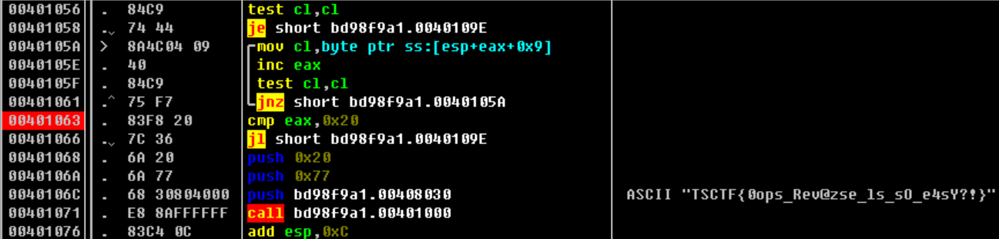 00401056 . 84C9 test cl,cl
00401058 .ˬ 74 44 je short bd98f9a1.0040109E
0040105A > 8A4C04 09 mov cl,byte ptr ss:[esp+eax+0x9]
0040105E . 40 inc eax
0040105F . 84C9 test cl,cl
00401061 .^ 75 F7 jnz short bd98f9a1.0040105A
00401063 . 83F8 20 cmp eax,0x20
00401066 .ˬ 7C 36 jl short bd98f9a1.0040109E
00401068 . 6A 20 push 0x20
0040106A . 6A 77 push 0x77
0040106C . 68 30804000 push bd98f9a1.00408030 ASCII "TSCTF{0ops_Rev@zse_ls_sO_e4sY?!}"
00401071 . E8 8AFFFFFF call bd98f9a1.00401000
00401076 . 83C4 0C add esp,0xC